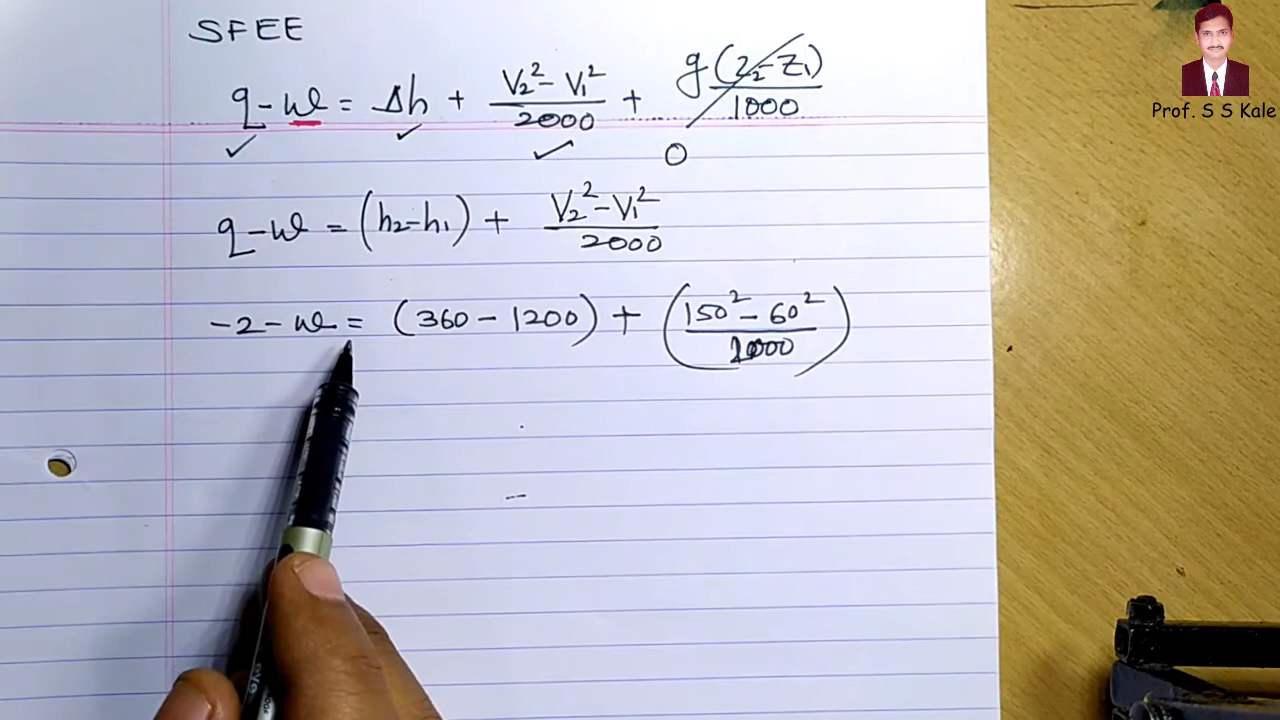 SFEE
q - w = Δh + (V₂² - V₁²)/2000 + g(Z₂ - Z₁)/1000
0
q - w = (h₂ - h₁) + (V₂² - V₁²)/2000
-2 - w = (360 - 1200) + (150² - 60²)/2000
Prof. S S Kale